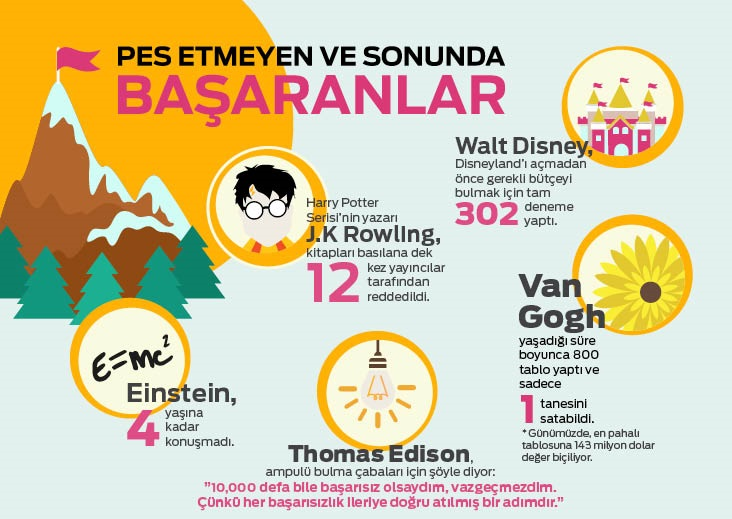 PES ETMEYEN VE SONUNDA
BAŞARANLAR
Walt Disney,
Disneyland'ı açmadan
önce gerekli bütçeyi
bulmak için tam
302 deneme
yaptı.
Harry Potter
Serisi'nin yazarı
J.K Rowling,
kitapları basılana dek
12 kez yayıncılar
tarafından
reddedildi.
Van
Gogh
yaşadığı süre
boyunca 800
tablo yaptı ve
sadece
1 tanesini
satabildi.
* Günümüzde, en pahalı
tablosuna 143 milyon dolar
değer biçiliyor.
E=mc²
Einstein,
4 yaşına
kadar
konuşmadı.
Thomas Edison,
ampulü bulma çabaları için şöyle diyor:
"10,000 defa bile başarısız olsaydım, vazgeçmezdim.
Çünkü her başarısızlık ileriye doğru atılmış bir adımdır."